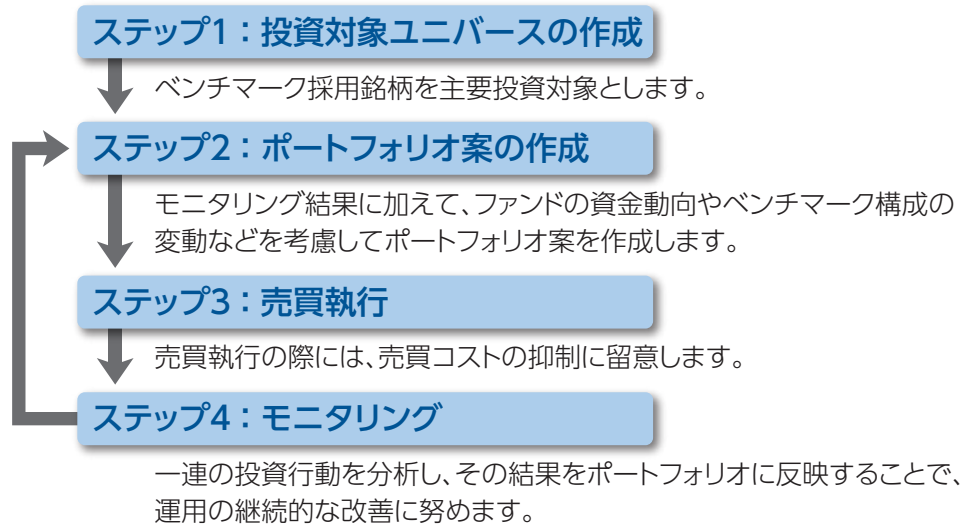 ステップ1：投資対象ユニバースの作成
ベンチマーク採用銘柄を主要投資対象とします。
ステップ2：ポートフォリオ案の作成
モニタリング結果に加えて、ファンドの資金動向やベンチマーク構成の
変動などを考慮してポートフォリオ案を作成します。
ステップ3：売買執行
売買執行の際には、売買コストの抑制に留意します。
ステップ4：モニタリング
一連の投資行動を分析し、その結果をポートフォリオに反映することで、
運用の継続的な改善に努めます。